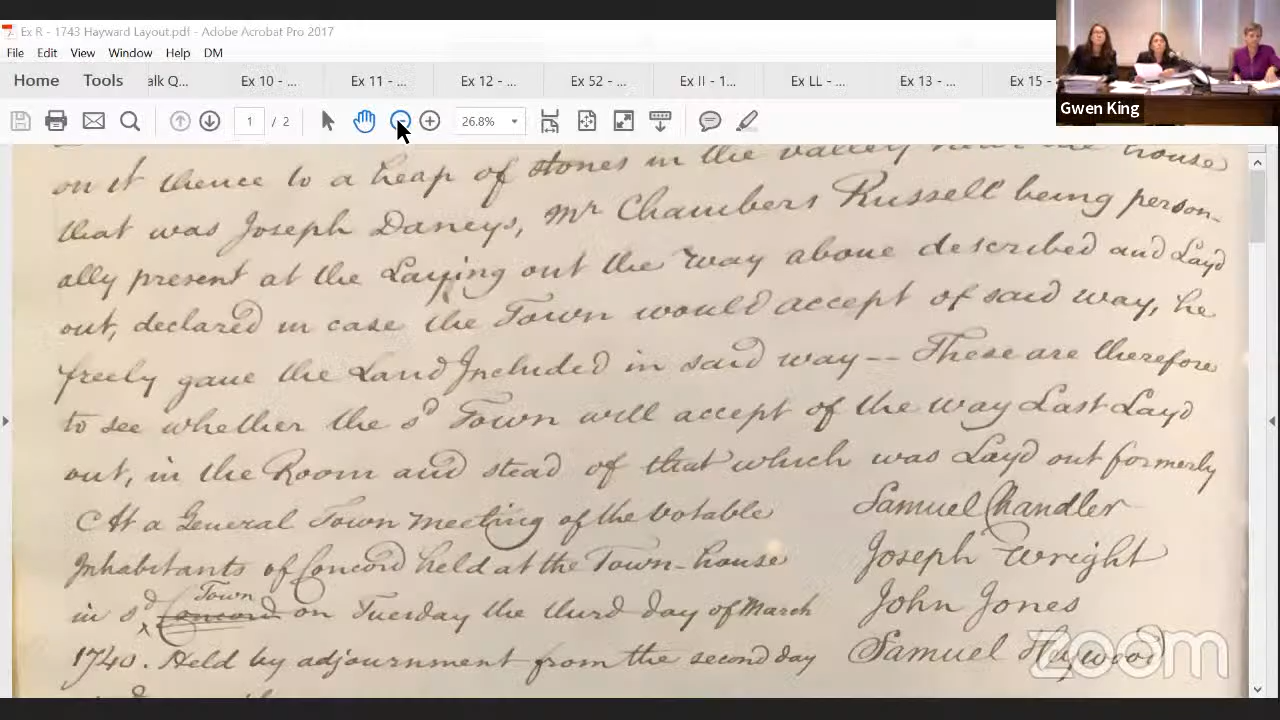 Ex R - 1743 Hayward Layout.pdf - Adobe Acrobat Pro 2017
File Edit View Window Help DM
Home Tools alk Q... Ex 10 - ... Ex 11 - ... Ex 12 - ... Ex 52 - ... Ex II - 1... Ex LL - ... Ex 13 - ... Ex 15 -
1 / 2 26.8%
Gwen King
on it thence to a heap of stones in the valley near the house
that was Joseph Daneys, Mr Chambers Russell being person-
ally present at the Laying out the way aboue described and Layd
out, declared in case the Town would accept of said way, he
freely gaue the Land Included in said way -- These are therefore
to see whether the sd Town will accept of the way Last Layd
out, in the Room and stead of that which was Layd out formerly
At a General Town meeting of the Votable
Samuel Chandler
Inhabitants of Concord held at the Town-house
Joseph Wright
Town
in sd Concord on Tuesday the third day of March
John Jones
1740. Held by adjournment from the second day
Samuel Heywood
zoom